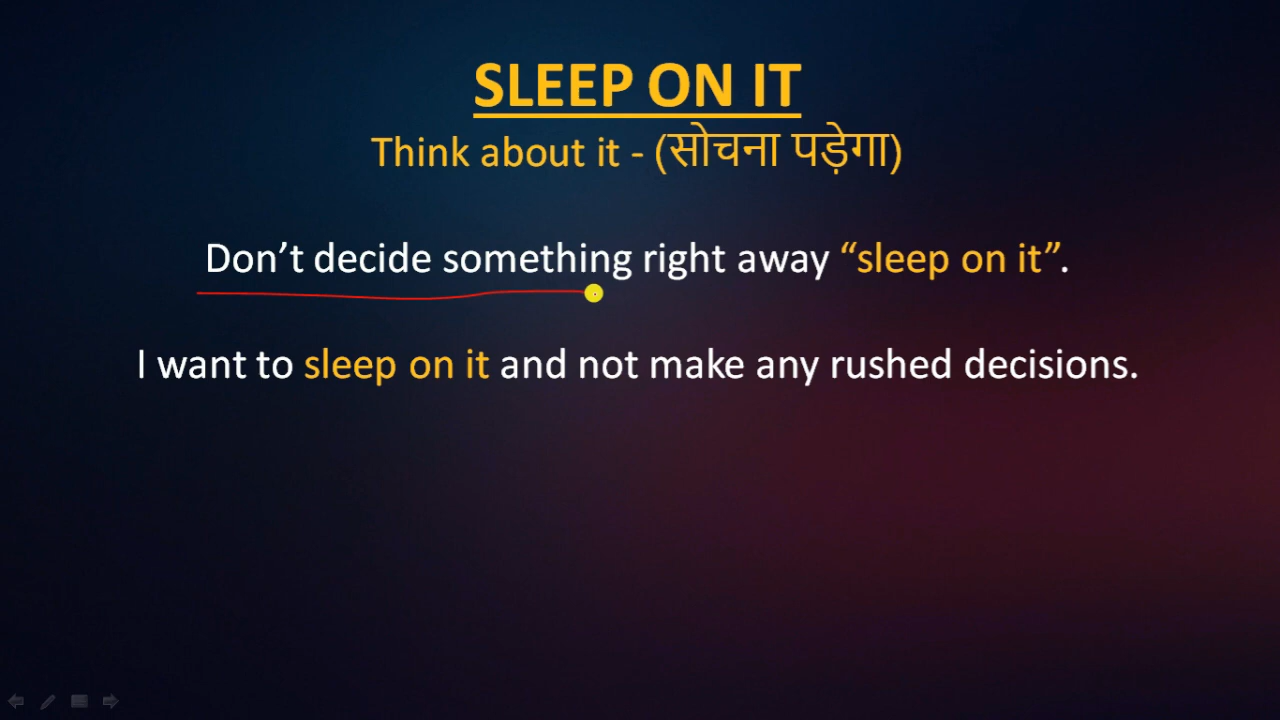 SLEEP ON IT
Think about it - (सोचना पड़ेगा)
Don’t decide something right away “sleep on it”.
I want to sleep on it and not make any rushed decisions.